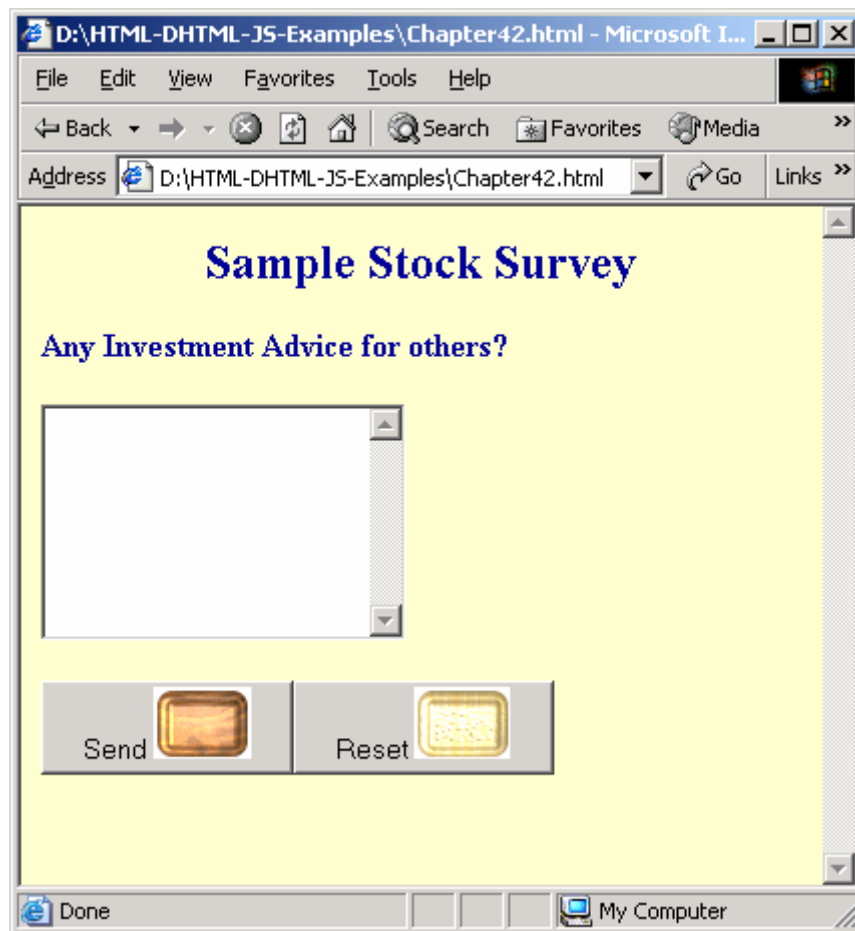 D:\HTML-DHTML-JS-Examples\Chapter42.html - Microsoft I...
File Edit View Favorites Tools Help
Back Search Favorites Media »
Address D:\HTML-DHTML-JS-Examples\Chapter42.html Go Links »
Sample Stock Survey
Any Investment Advice for others?
Send Reset
Done My Computer